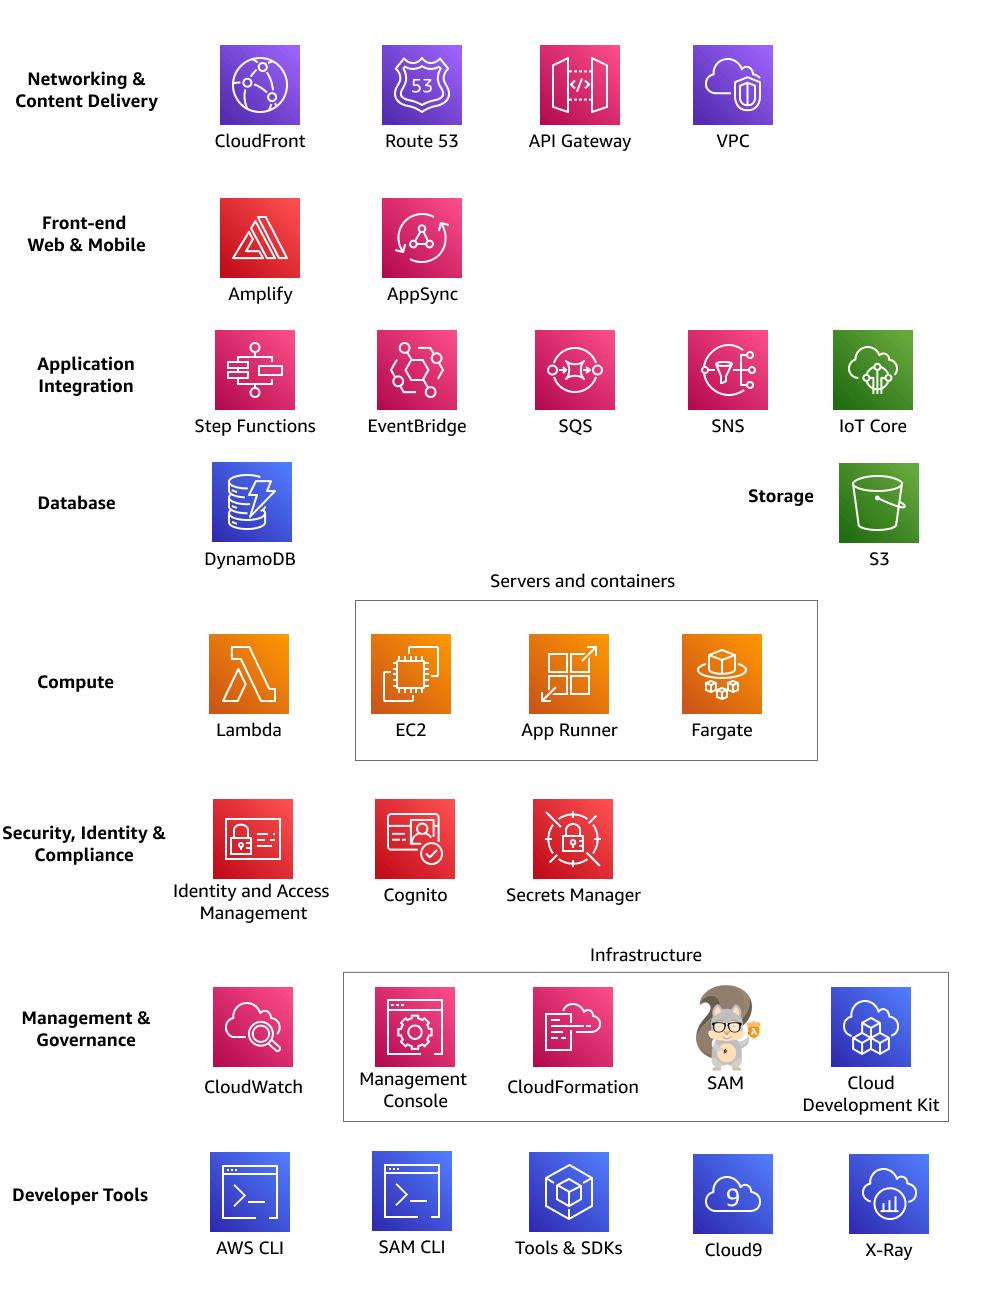 Networking &
Content Delivery
53
CloudFront
Route 53
API Gateway
VPC
Front-end
Web & Mobile
Amplify
AppSync
Application
Integration
Step Functions
EventBridge
SQS
SNS
IoT Core
Database
DynamoDB
Storage
S3
Servers and containers
Compute
Lambda
EC2
App Runner
Fargate
Security, Identity &
Compliance
Identity and Access
Management
Cognito
Secrets Manager
Infrastructure
Management &
Governance
CloudWatch
Management
Console
CloudFormation
SAM
Cloud
Development Kit
Developer Tools
AWS CLI
SAM CLI
Tools & SDKs
9
Cloud9
X-Ray